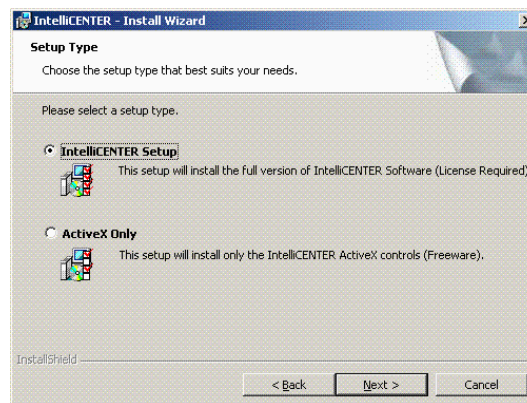 IntelliCENTER - Install Wizard
Setup Type
Choose the setup type that best suits your needs.
Please select a setup type.
IntelliCENTER Setup
This setup will install the full version of IntelliCENTER Software (License Required)
ActiveX Only
This setup will install only the IntelliCENTER ActiveX controls (Freeware).
InstallShield
< Back
Next >
Cancel